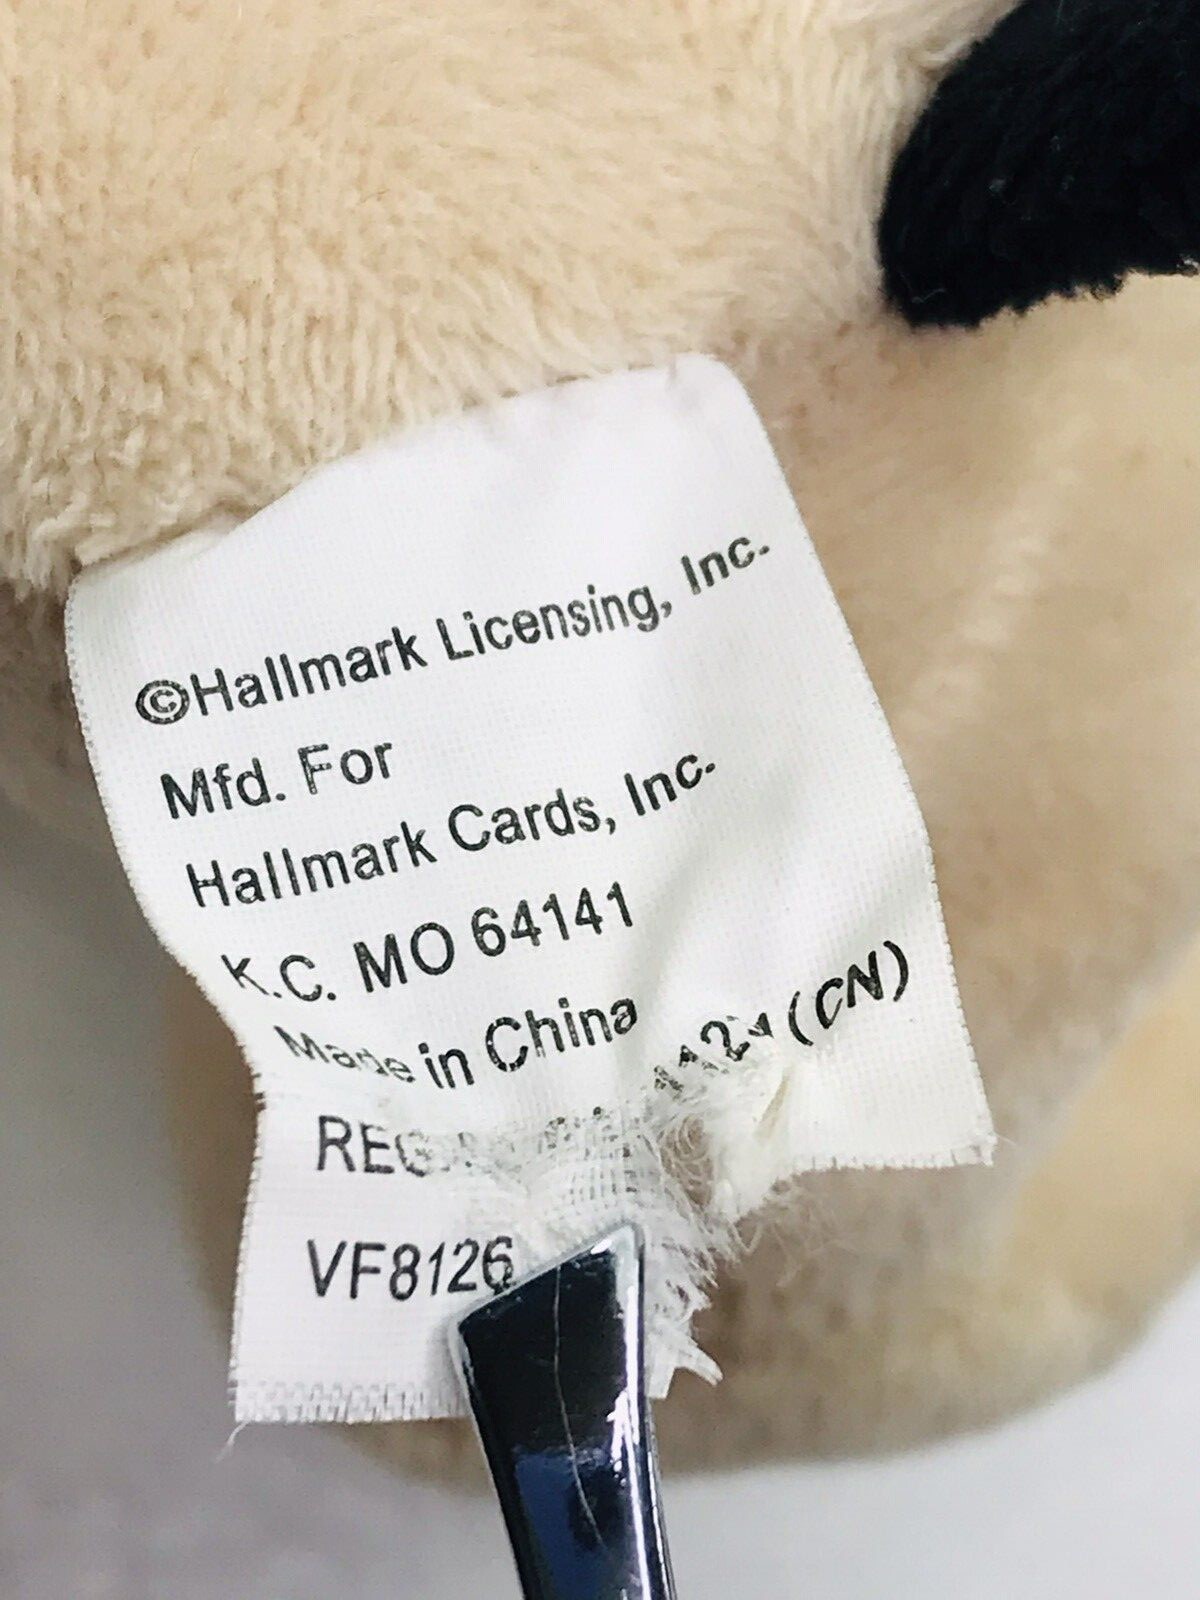 ©Hallmark Licensing, Inc.
Mfd. For
Hallmark Cards, Inc.
K.C. MO 64141
Made in China
(CN)
VF8126